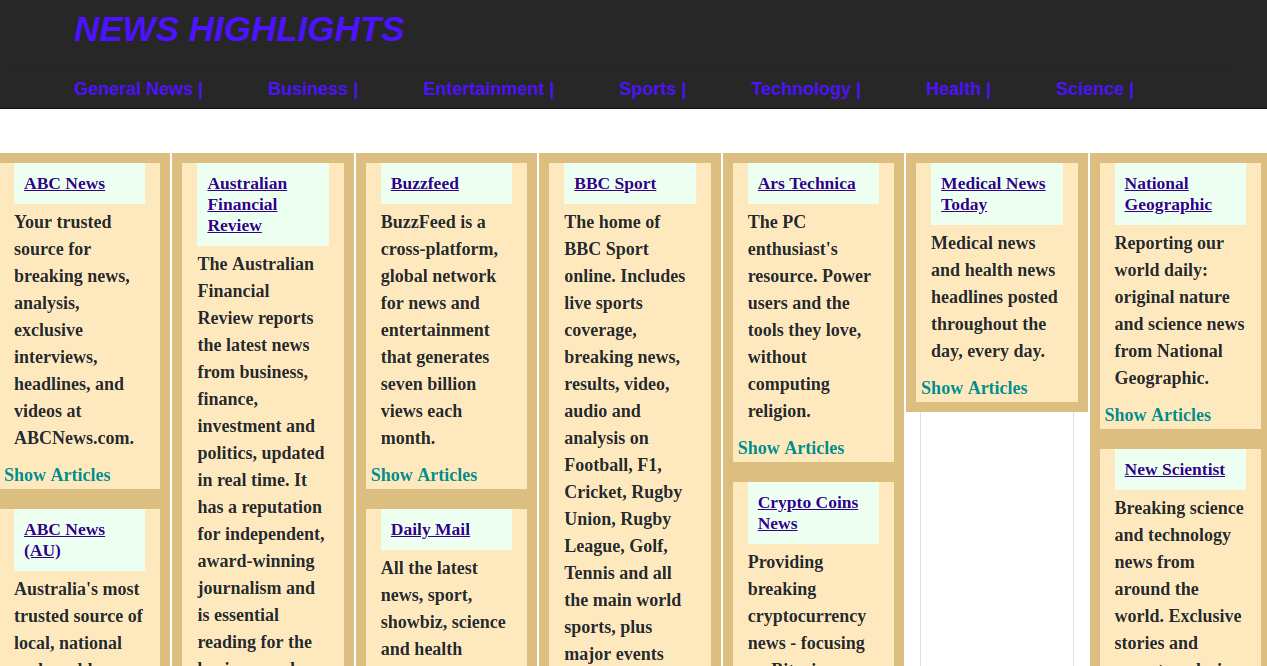 NEWS HIGHLIGHTS
General News |
Business |
Entertainment |
Sports |
Technology |
Health |
Science |
ABC News
Your trusted
source for
breaking news,
analysis,
exclusive
interviews,
headlines, and
videos at
ABCNews.com.
Show Articles
ABC News
(AU)
Australia's most
trusted source of
local, national
Australian
Financial
Review
The Australian
Financial
Review reports
the latest news
from business,
finance,
investment and
politics, updated
in real time. It
has a reputation
for independent,
award-winning
journalism and
is essential
reading for the
Buzzfeed
BuzzFeed is a
cross-platform,
global network
for news and
entertainment
that generates
seven billion
views each
month.
Show Articles
Daily Mail
All the latest
news, sport,
showbiz, science
and health
BBC Sport
The home of
BBC Sport
online. Includes
live sports
coverage,
breaking news,
results, video,
audio and
analysis on
Football, F1,
Cricket, Rugby
Union, Rugby
League, Golf,
Tennis and all
the main world
sports, plus
major events
Ars Technica
The PC
enthusiast's
resource. Power
users and the
tools they love,
without
computing
religion.
Show Articles
Crypto Coins
News
Providing
breaking
cryptocurrency
news - focusing
Medical News
Today
Medical news
and health news
headlines posted
throughout the
day, every day.
Show Articles
National
Geographic
Reporting our
world daily:
original nature
and science news
from National
Geographic.
Show Articles
New Scientist
Breaking science
and technology
news from
around the
world. Exclusive
stories and